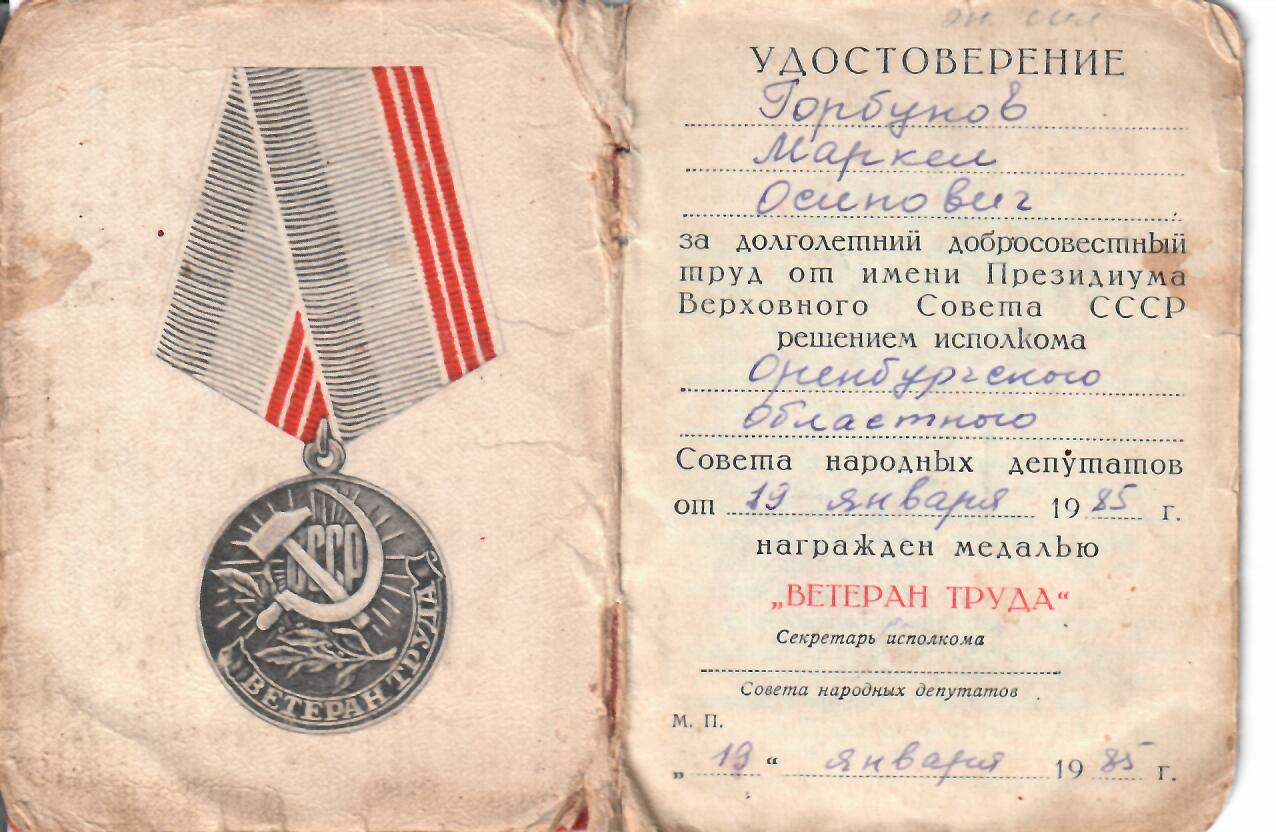 СССР
ВЕТЕРАН ТРУДА
УДОСТОВЕРЕНИЕ
Горбунов
Маркел
Осипович
за долголетний добросовестный
труд от имени Президиума
Верховного Совета СССР
решением исполкома
Оренбургского
областного
Совета народных депутатов
от 19 января 1985 г.
награжден медалью
„ВЕТЕРАН ТРУДА“
Секретарь исполкома
Совета народных депутатов
М. П.
„ 19 “ января 1985 г.